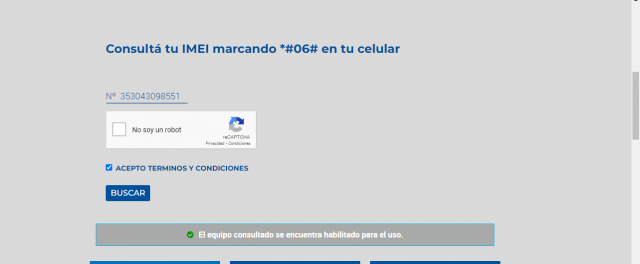 Consultá tu IMEI marcando *#06# en tu celular
Nº 353043098551
No soy un robot
reCAPTCHA
Privacidad - Condiciones
ACEPTO TERMINOS Y CONDICIONES
BUSCAR
El equipo consultado se encuentra habilitado para el uso.